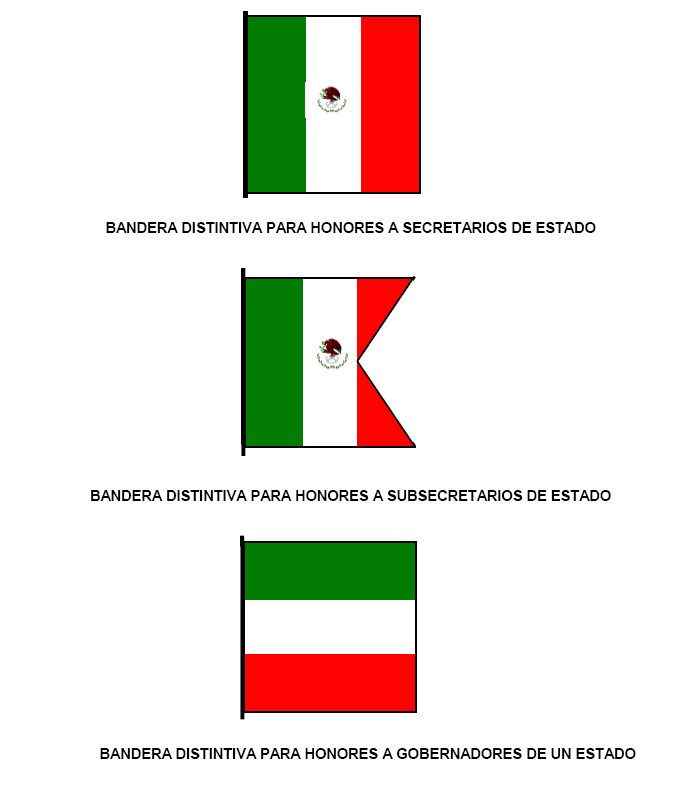 BANDERA DISTINTIVA PARA HONORES A SECRETARIOS DE ESTADO
BANDERA DISTINTIVA PARA HONORES A SUBSECRETARIOS DE ESTADO
BANDERA DISTINTIVA PARA HONORES A GOBERNADORES DE UN ESTADO